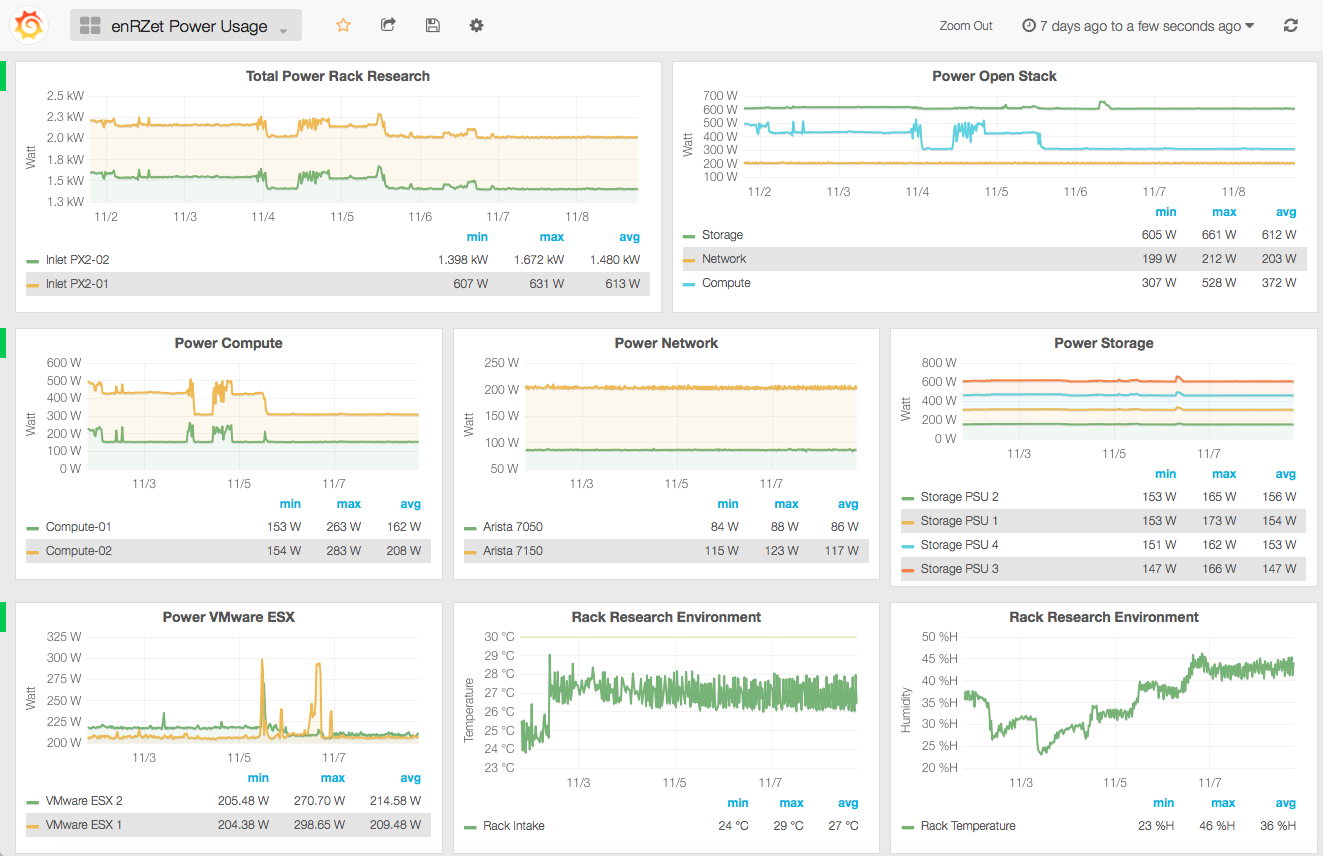 enRZet Power Usage
Zoom Out
7 days ago to a few seconds ago
Total Power Rack Research
2.5 kW
2.3 kW
2.0 kW
1.8 kW
1.5 kW
1.3 kW
Watt
11/2 11/3 11/4 11/5 11/6 11/7 11/8
min max avg
Inlet PX2-02 1.398 kW 1.672 kW 1.480 kW
Inlet PX2-01 607 W 631 W 613 W
Power Open Stack
700 W
600 W
500 W
400 W
300 W
200 W
100 W
Watt
11/2 11/3 11/4 11/5 11/6 11/7 11/8
min max avg
Storage 605 W 661 W 612 W
Network 199 W 212 W 203 W
Compute 307 W 528 W 372 W
Power Compute
600 W
500 W
400 W
300 W
200 W
100 W
0 W
Watt
11/3 11/5 11/7
min max avg
Compute-01 153 W 263 W 162 W
Compute-02 154 W 283 W 208 W
Power Network
250 W
200 W
150 W
100 W
50 W
Watt
11/3 11/5 11/7
min max avg
Arista 7050 84 W 88 W 86 W
Arista 7150 115 W 123 W 117 W
Power Storage
800 W
600 W
400 W
200 W
0 W
Watt
11/3 11/5 11/7
min max avg
Storage PSU 2 153 W 165 W 156 W
Storage PSU 1 153 W 173 W 154 W
Storage PSU 4 151 W 162 W 153 W
Storage PSU 3 147 W 166 W 147 W
Power VMware ESX
325 W
300 W
275 W
250 W
225 W
200 W
Watt
11/3 11/5 11/7
min max avg
VMware ESX 2 205.48 W 270.70 W 214.58 W
VMware ESX 1 204.38 W 298.65 W 209.48 W
Rack Research Environment
30 °C
29 °C
28 °C
27 °C
26 °C
25 °C
24 °C
23 °C
Temperature
11/3 11/5 11/7
min max avg
Rack Intake 24 °C 29 °C 27 °C
Rack Research Environment
50 %H
45 %H
40 %H
35 %H
30 %H
25 %H
20 %H
Humidity
11/3 11/5 11/7
min max avg
Rack Temperature 23 %H 46 %H 36 %H